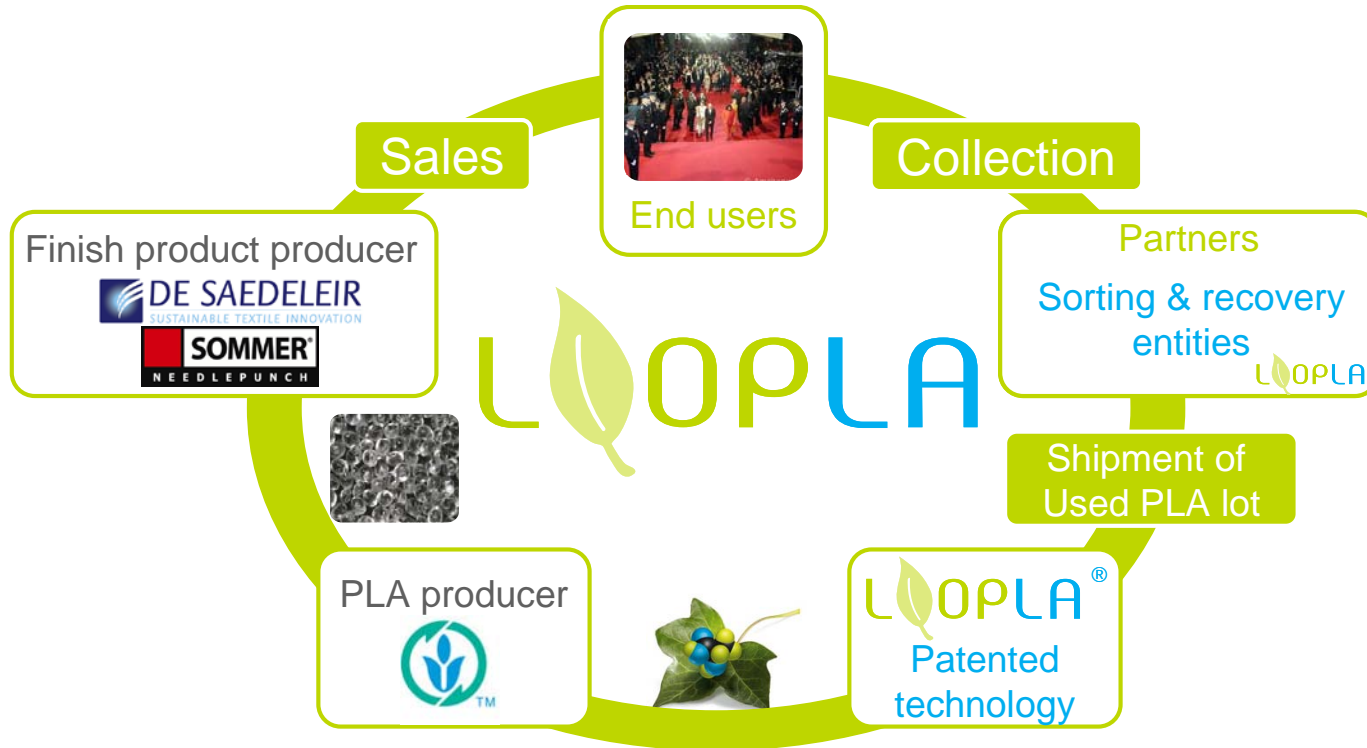 End users
Sales
Collection
Finish product producer
DE SAEDELEIR
SUSTAINABLE TEXTILE INNOVATION
SOMMER®
NEEDLEPUNCH
Partners
Sorting & recovery
entities
LOOPLA
LOOPLA
Shipment of
Used PLA lot
PLA producer
TM
LOOPLA®
Patented
technology